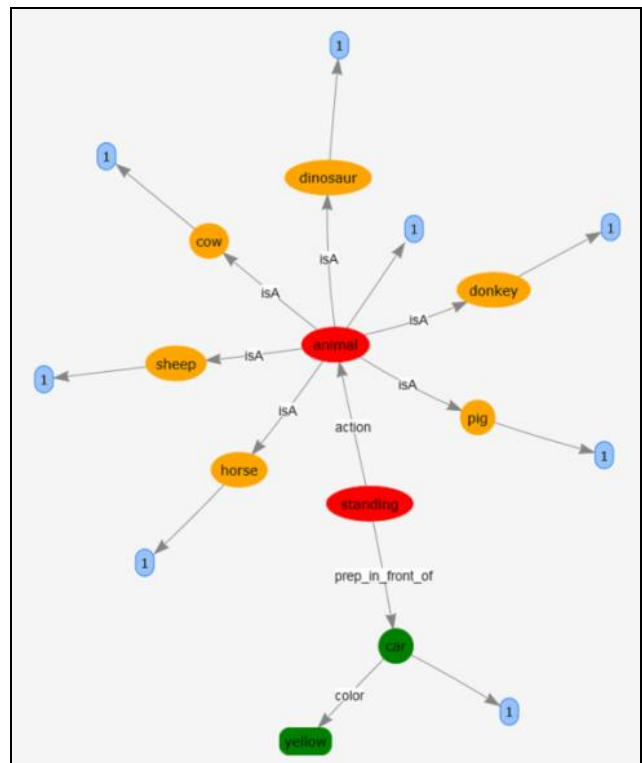 1
dinosaur
1
cow
1
1
isA
isA
donkey
isA
animal
sheep
isA
1
isA
isA
pig
action
1
horse
standing
1
prep_in_front_of
car
color
1
yellow